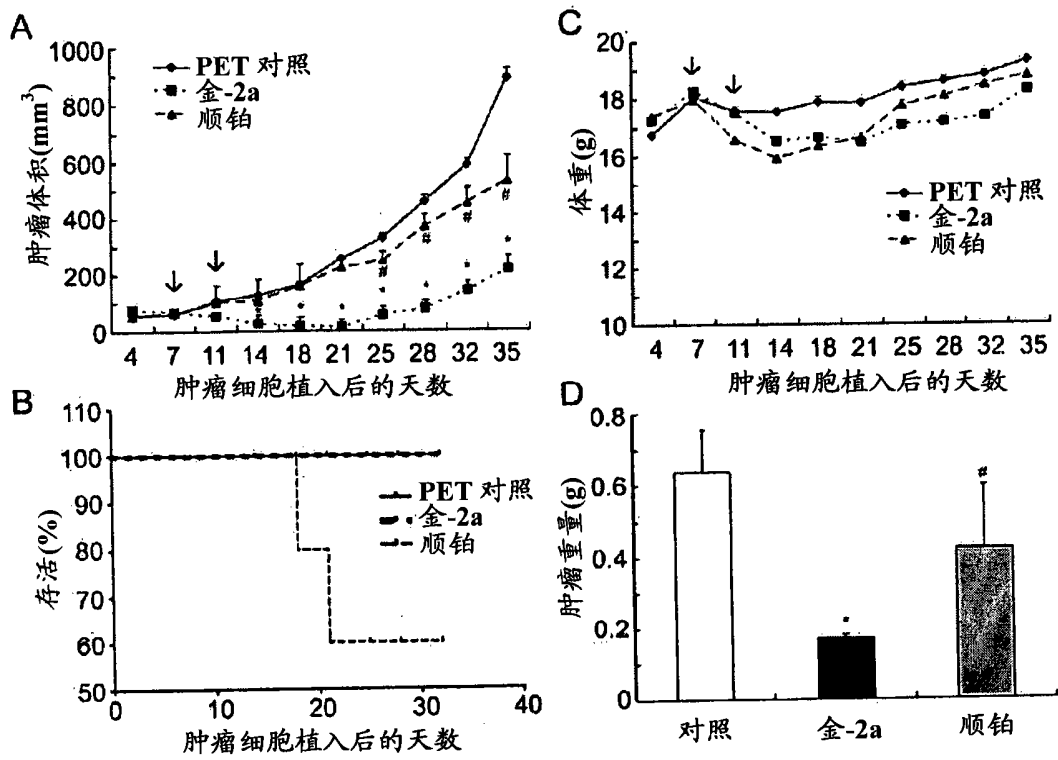 A
肿瘤体积(mm³)
1000
800
600
400
200
0
PET 对照
金-2a
顺铂
# # # #
* * * * * * *
4 7 11 14 18 21 25 28 32 35
肿瘤细胞植入后的天数
C
体重(g)
20
18
16
14
12
10
PET 对照
金-2a
顺铂
4 7 11 14 18 21 25 28 32 35
肿瘤细胞植入后的天数
B
存活(%)
110
100
90
80
70
60
50
PET 对照
金-2a
顺铂
0 10 20 30 40
肿瘤细胞植入后的天数
D
肿瘤重量(g)
0.8
0.6
0.4
0.2
0
*
#
对照 金-2a 顺铂